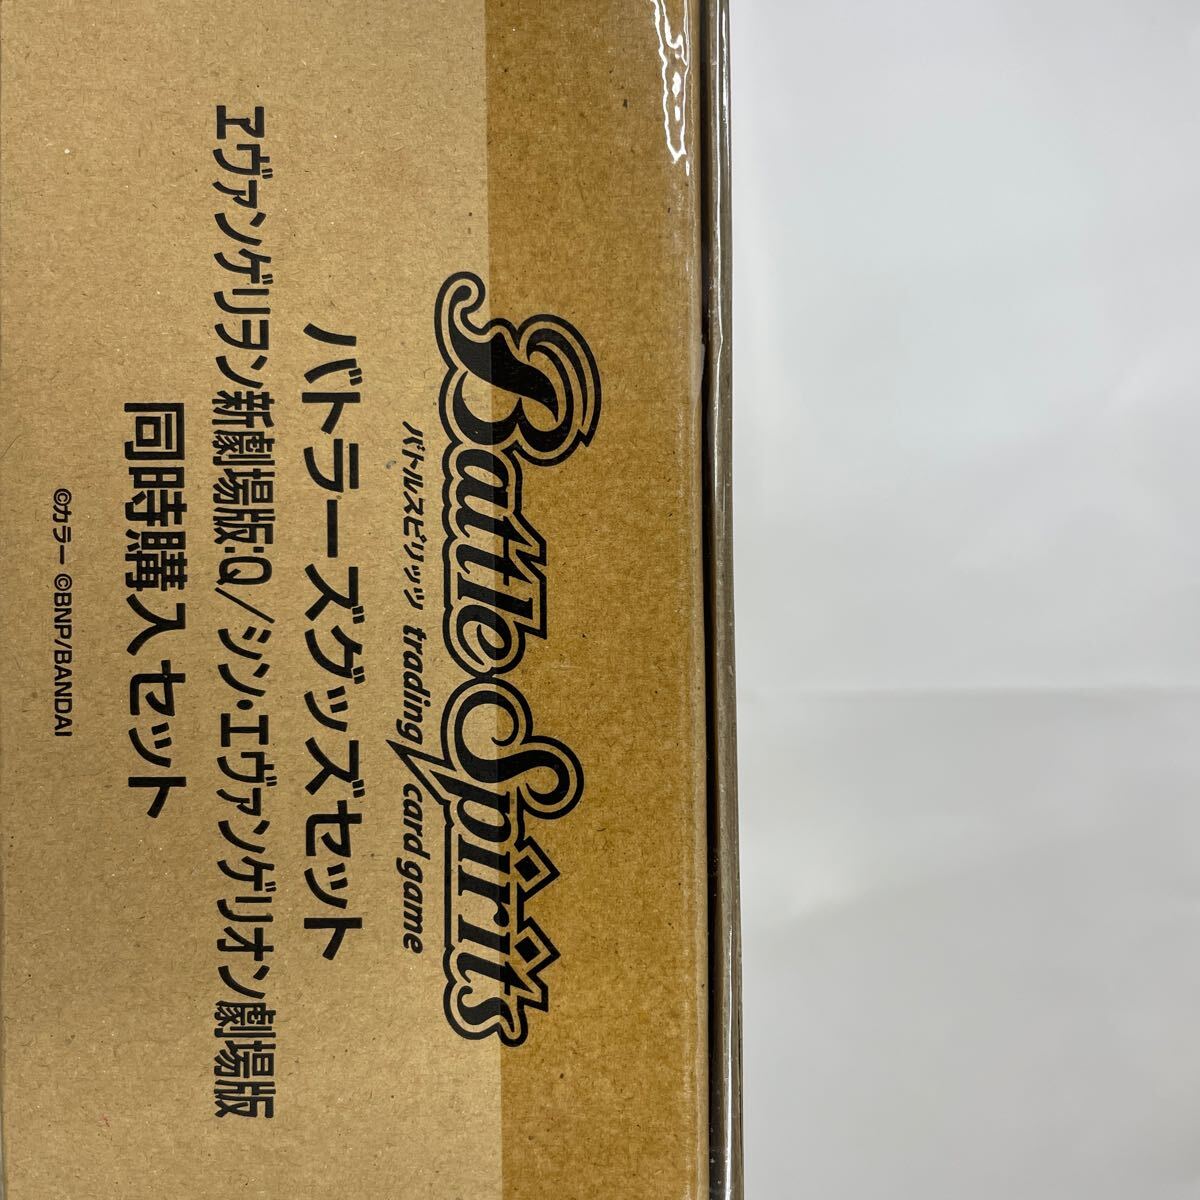 Battle Spirits
バトルスピリッツ trading card game
バトラーズグッズセット
ヱヴァンゲリヲン新劇場版:Q/シン・エヴァンゲリオン劇場版
同時購入セット
©カラー ©BNP/BANDAI